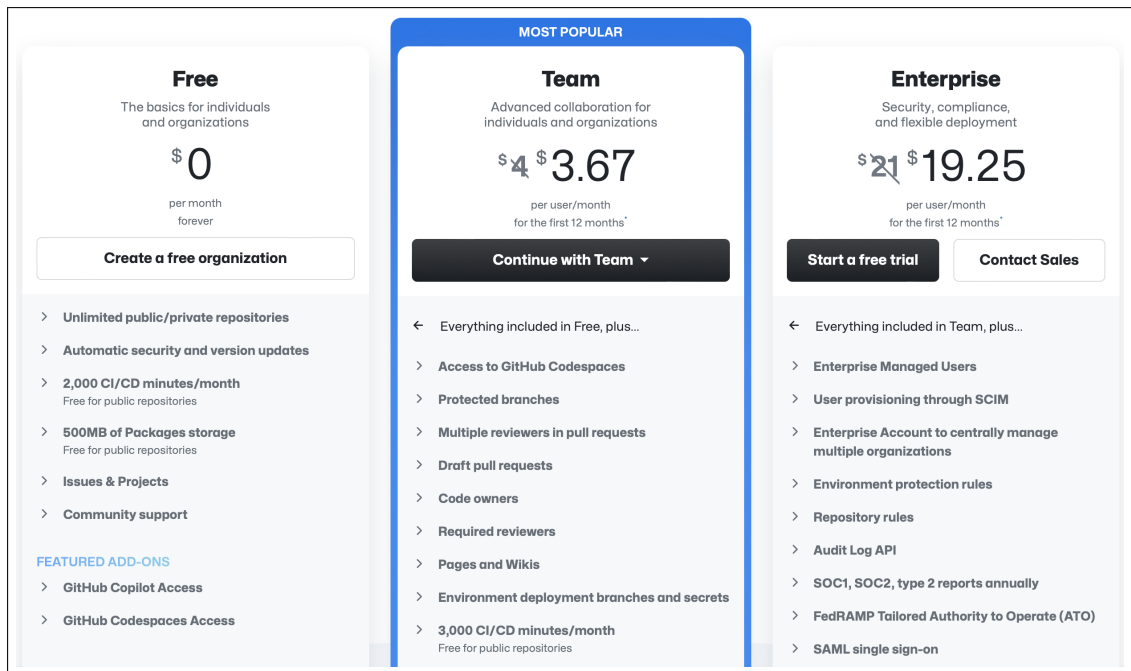 MOST POPULAR
Free
The basics for individuals
and organizations
$0
per month
forever
Create a free organization
Unlimited public/private repositories
Automatic security and version updates
2,000 CI/CD minutes/month
Free for public repositories
500MB of Packages storage
Free for public repositories
Issues & Projects
Community support
FEATURED ADD-ONS
GitHub Copilot Access
GitHub Codespaces Access
Team
Advanced collaboration for
individuals and organizations
$4 $3.67
per user/month
for the first 12 months*
Continue with Team
Everything included in Free, plus...
Access to GitHub Codespaces
Protected branches
Multiple reviewers in pull requests
Draft pull requests
Code owners
Required reviewers
Pages and Wikis
Environment deployment branches and secrets
3,000 CI/CD minutes/month
Free for public repositories
Enterprise
Security, compliance,
and flexible deployment
$21 $19.25
per user/month
for the first 12 months*
Start a free trial
Contact Sales
Everything included in Team, plus...
Enterprise Managed Users
User provisioning through SCIM
Enterprise Account to centrally manage
multiple organizations
Environment protection rules
Repository rules
Audit Log API
SOC1, SOC2, type 2 reports annually
FedRAMP Tailored Authority to Operate (ATO)
SAML single sign-on